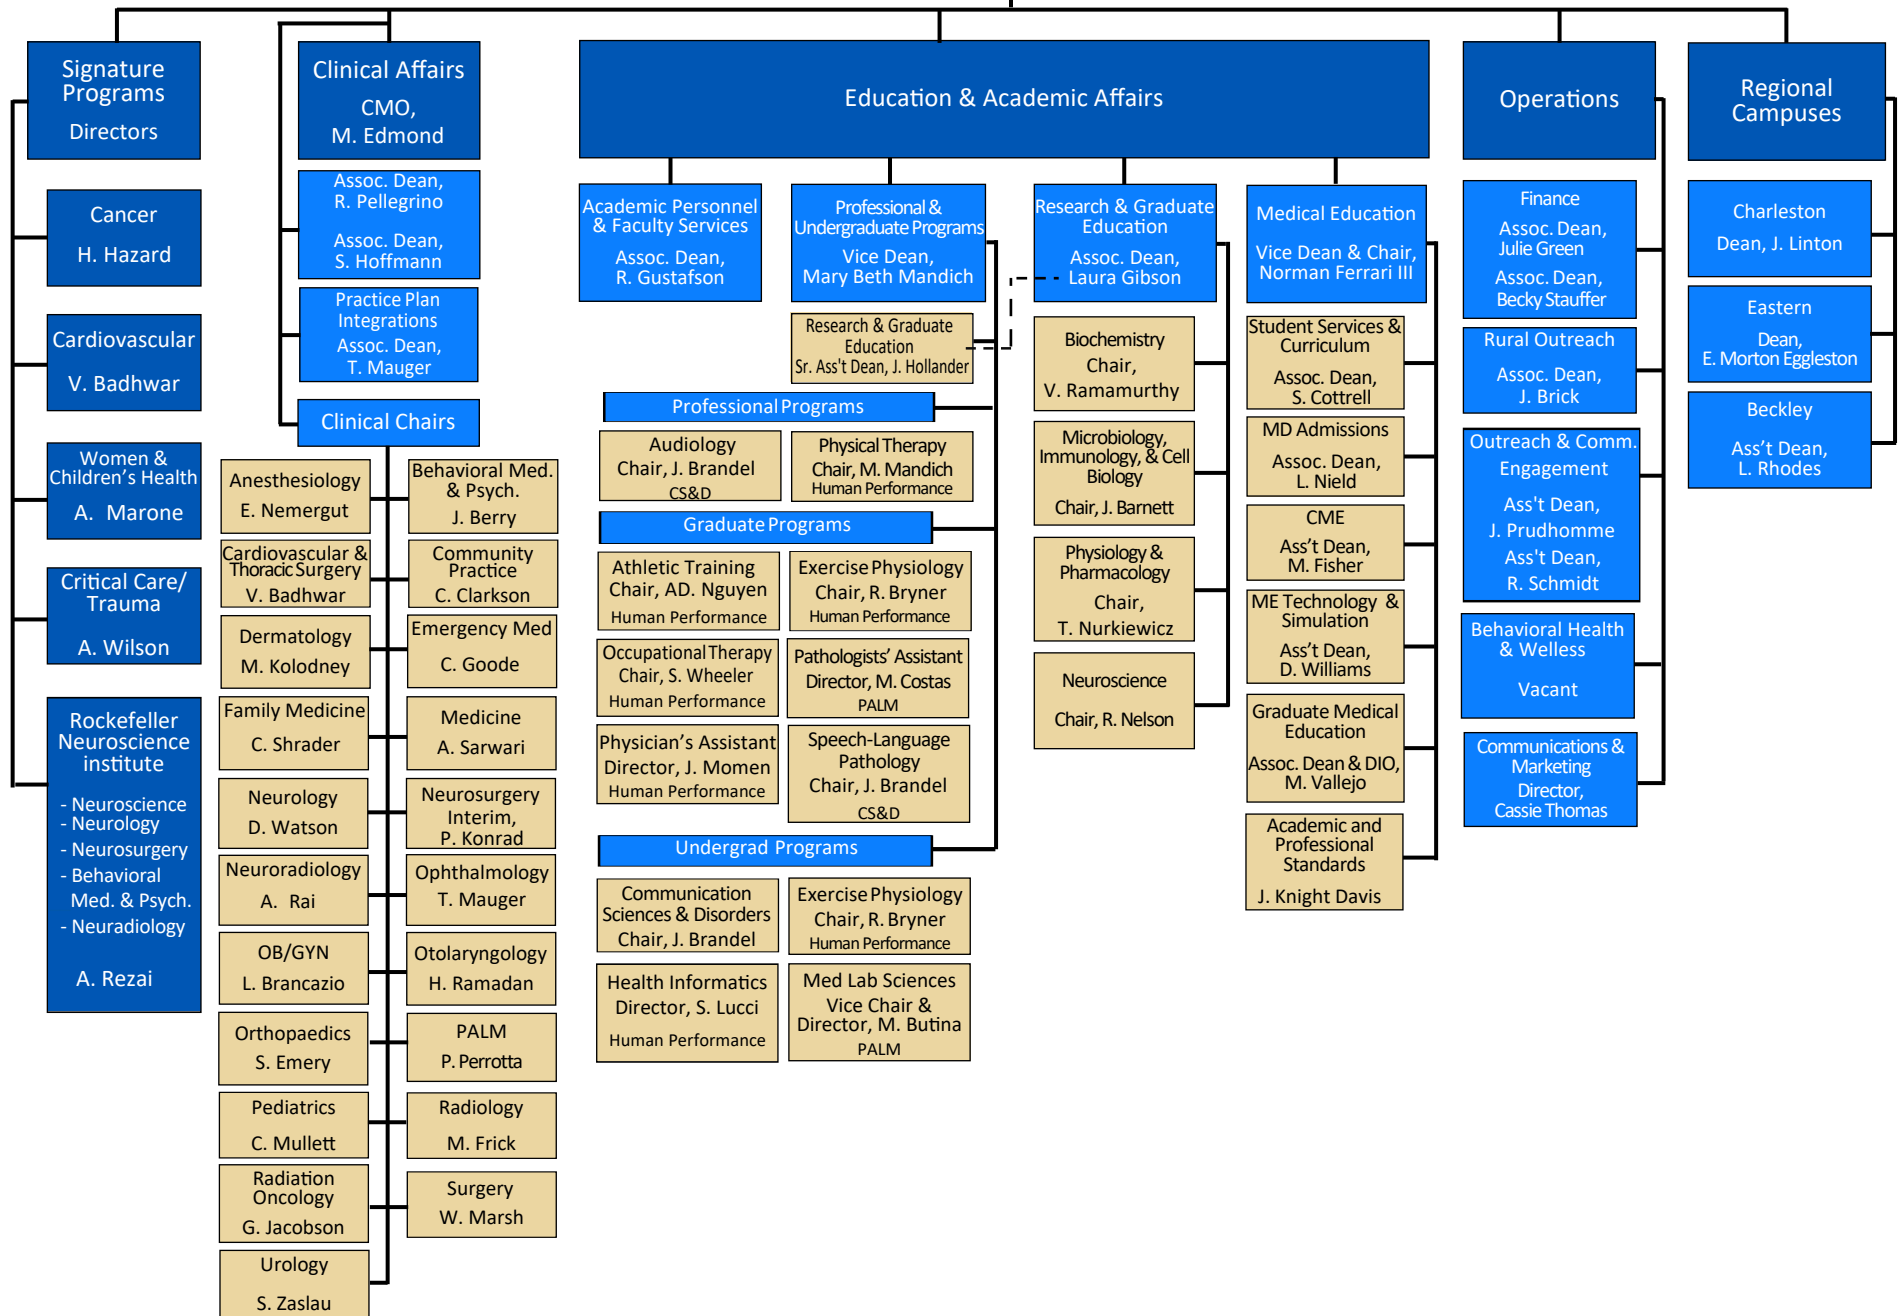 Signature
Programs
Directors
Cancer
H. Hazard
Cardiovascular
V. Badhwar
Women &
Children's Health
A. Marone
Critical Care/
Trauma
A. Wilson
Rockefeller
Neuroscience
institute
- Neuroscience
- Neurology
- Neurosurgery
- Behavioral
Med. & Psych.
- Neuradiology
A. Rezai
Clinical Affairs
CMO,
M. Edmond
Assoc. Dean,
R. Pellegrino
Assoc. Dean,
S. Hoffmann
Practice Plan
Integrations
Assoc. Dean,
T. Mauger
Clinical Chairs
Anesthesiology
E. Nemergut
Behavioral Med.
& Psych.
J. Berry
Cardiovascular &
Thoracic Surgery
V. Badhwar
Community
Practice
C. Clarkson
Dermatology
M. Kolodney
Emergency Med
C. Goode
Family Medicine
C. Shrader
Medicine
A. Sarwari
Neurology
D. Watson
Neurosurgery
Interim,
P. Konrad
Neuroradiology
A. Rai
Ophthalmology
T. Mauger
OB/GYN
L. Brancazio
Otolaryngology
H. Ramadan
Orthopaedics
S. Emery
PALM
P. Perrotta
Pediatrics
C. Mullett
Radiology
M. Frick
Radiation
Oncology
G. Jacobson
Surgery
W. Marsh
Urology
S. Zaslau
Education & Academic Affairs
Academic Personnel
& Faculty Services
Assoc. Dean,
R. Gustafson
Professional &
Undergraduate Programs
Vice Dean,
Mary Beth Mandich
Research & Graduate
Education
Sr. Ass't Dean, J. Hollander
Professional Programs
Audiology
Chair, J. Brandel
CS&D
Physical Therapy
Chair, M. Mandich
Human Performance
Graduate Programs
Athletic Training
Chair, AD. Nguyen
Human Performance
Exercise Physiology
Chair, R. Bryner
Human Performance
Occupational Therapy
Chair, S. Wheeler
Human Performance
Pathologists' Assistant
Director, M. Costas
PALM
Physician's Assistant
Director, J. Momen
Human Performance
Speech-Language
Pathology
Chair, J. Brandel
CS&D
Undergrad Programs
Communication
Sciences & Disorders
Chair, J. Brandel
Exercise Physiology
Chair, R. Bryner
Human Performance
Health Informatics
Director, S. Lucci
Human Performance
Med Lab Sciences
Vice Chair &
Director, M. Butina
PALM
Research & Graduate
Education
Assoc. Dean,
Laura Gibson
Biochemistry
Chair,
V. Ramamurthy
Microbiology,
Immunology, & Cell
Biology
Chair, J. Barnett
Physiology &
Pharmacology
Chair,
T. Nurkiewicz
Neuroscience
Chair, R. Nelson
Medical Education
Vice Dean & Chair,
Norman Ferrari III
Student Services &
Curriculum
Assoc. Dean,
S. Cottrell
MD Admissions
Assoc. Dean,
L. Nield
CME
Ass't Dean,
M. Fisher
ME Technology &
Simulation
Ass't Dean,
D. Williams
Graduate Medical
Education
Assoc. Dean & DIO,
M. Vallejo
Academic and
Professional
Standards
J. Knight Davis
Operations
Finance
Assoc. Dean,
Julie Green
Assoc. Dean,
Becky Stauffer
Rural Outreach
Assoc. Dean,
J. Brick
Outreach & Comm.
Engagement
Ass't Dean,
J. Prudhomme
Ass't Dean,
R. Schmidt
Behavioral Health
& Welless
Vacant
Communications &
Marketing
Director,
Cassie Thomas
Regional
Campuses
Charleston
Dean, J. Linton
Eastern
Dean,
E. Morton Eggleston
Beckley
Ass't Dean,
L. Rhodes